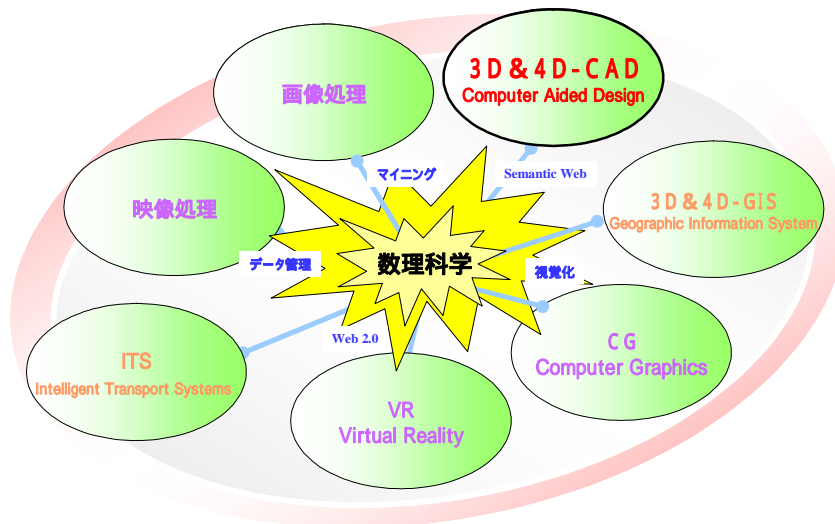 3D&4D-CAD
Computer Aided Design
画像処理
マイニング
Semantic Web
映像処理
3D&4D-GIS
Geographic Information System
データ管理
数理科学
視覚化
Web 2.0
CG
Computer Graphics
ITS
Intelligent Transport Systems
VR
Virtual Reality